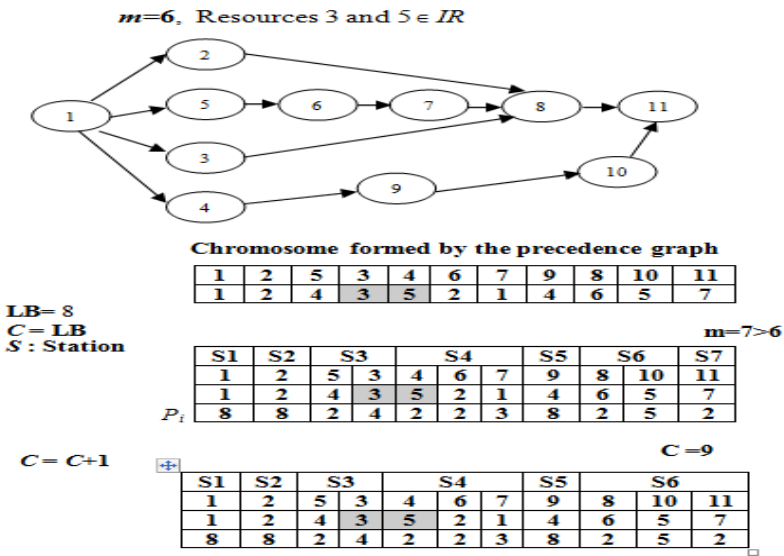 m=6, Resources 3 and 5 ∈ IR
2
5 6 7 8 11
1
3
4 9 10
Chromosome formed by the precedence graph
1 2 5 3 4 6 7 9 8 10 11
1 2 4 3 5 2 1 4 6 5 7
LB= 8
C = LB
S : Station
m=7>6
S1 S2 S3 S4 S5 S6 S7
1 2 5 3 4 6 7 9 8 10 11
1 2 4 3 5 2 1 4 6 5 7
Pi 8 8 2 4 2 2 3 8 2 5 2
C = C+1
C =9
S1 S2 S3 S4 S5 S6
1 2 5 3 4 6 7 9 8 10 11
1 2 4 3 5 2 1 4 6 5 7
8 8 2 4 2 2 3 8 2 5 2